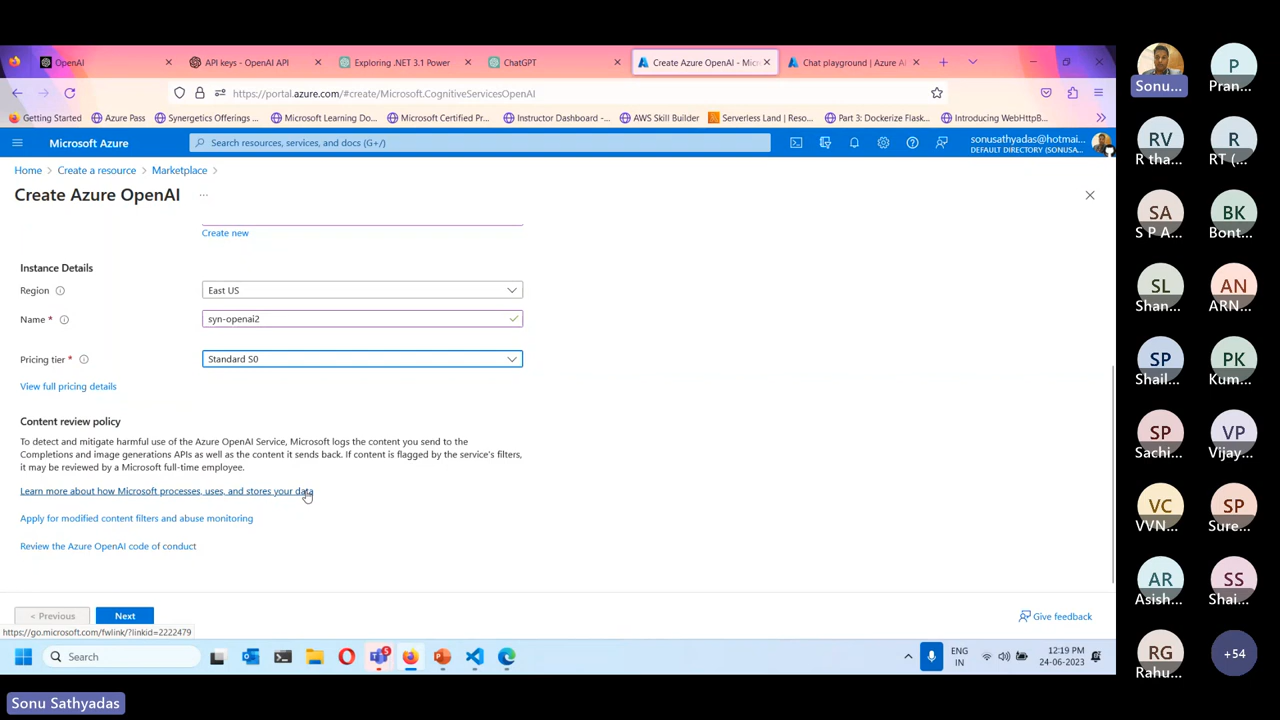 OpenAI
API keys - OpenAI API
Exploring .NET 3.1 Power
ChatGPT
Create Azure OpenAI - Micr
Chat playground | Azure AI
https://portal.azure.com/#create/Microsoft.CognitiveServicesOpenAI
Getting Started
Azure Pass
Synergetics Offerings ...
Microsoft Learning Do...
Microsoft Certified Pr...
Instructor Dashboard -...
AWS Skill Builder
Serverless Land | Reso...
Part 3: Dockerize Flask...
Introducing WebHttpB...
Microsoft Azure
Search resources, services, and docs (G+/)
sonusathyadas@hotmai...
DEFAULT DIRECTORY (SONUSA...
Home > Create a resource > Marketplace >
Create Azure OpenAI ...
Create new
Instance Details
Region
East US
Name *
syn-openai2
Pricing tier *
Standard S0
View full pricing details
Content review policy
To detect and mitigate harmful use of the Azure OpenAI Service, Microsoft logs the content you send to the
Completions and image generations APIs as well as the content it sends back. If content is flagged by the service's filters,
it may be reviewed by a Microsoft full-time employee.
Learn more about how Microsoft processes, uses, and stores your data
Apply for modified content filters and abuse monitoring
Review the Azure OpenAI code of conduct
< Previous
Next
Give feedback
https://go.microsoft.com/fwlink/?linkid=2222479
Search
5
ENG
IN
12:19 PM
24-06-2023
Sonu Sathyadas
Sonu...
P
Pran...
RV
R tha...
R
RT (...
SA
S P A...
BK
Bont...
SL
Shan...
AN
ARN...
SP
Shail...
PK
Kum...
SP
Sachi...
VP
Vijay...
VC
VVN...
SP
Sure...
AR
Asish...
SS
Shai...
RG
Rahu...
+54